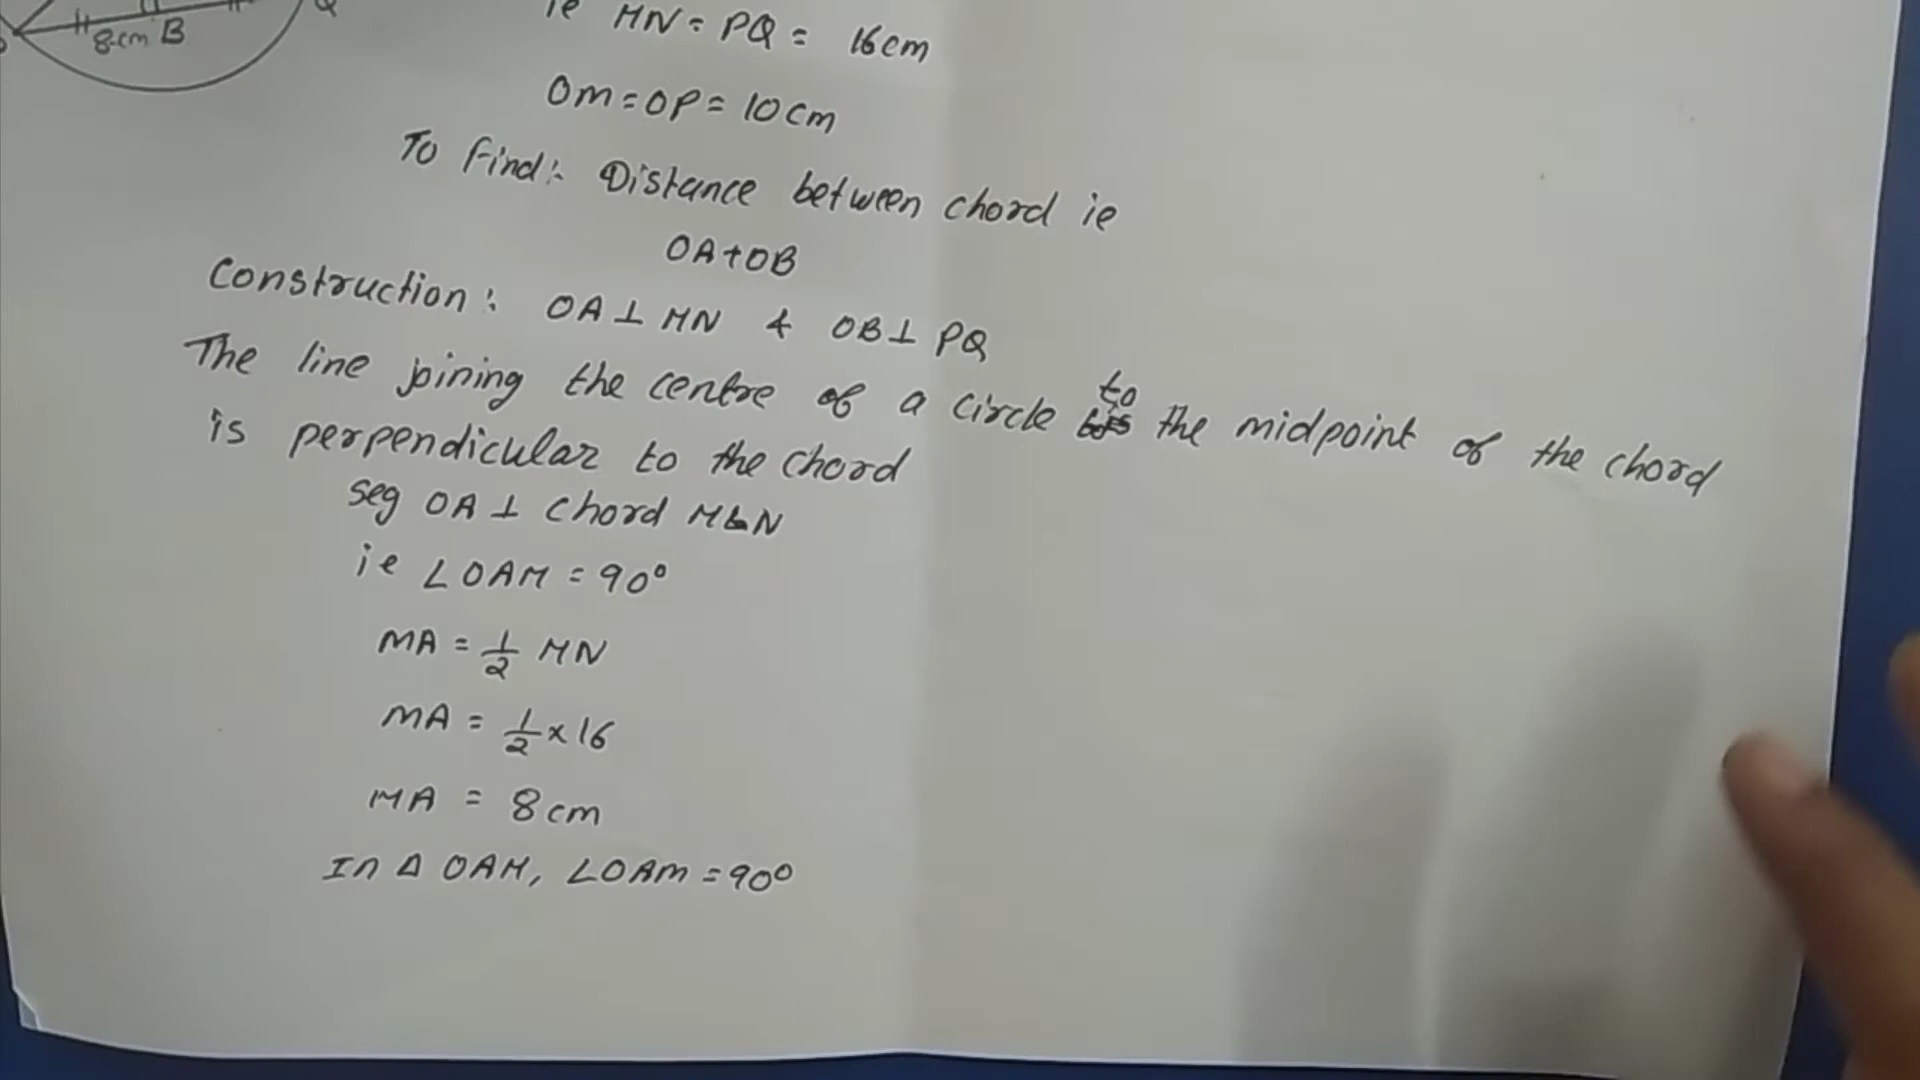 8cm B
Q
ie MN = PQ = 16cm
OM = OP = 10cm
To Find:- Distance between chord ie
OA+OB
Construction: OA⊥MN & OB⊥PQ
The line joining the centre of a circle to the midpoint of the chord
is perpendicular to the chord
seg OA⊥ chord MN
ie ∠OAM = 90°
MA = 1/2 MN
MA = 1/2 × 16
MA = 8cm
In Δ OAM, ∠OAM = 90°